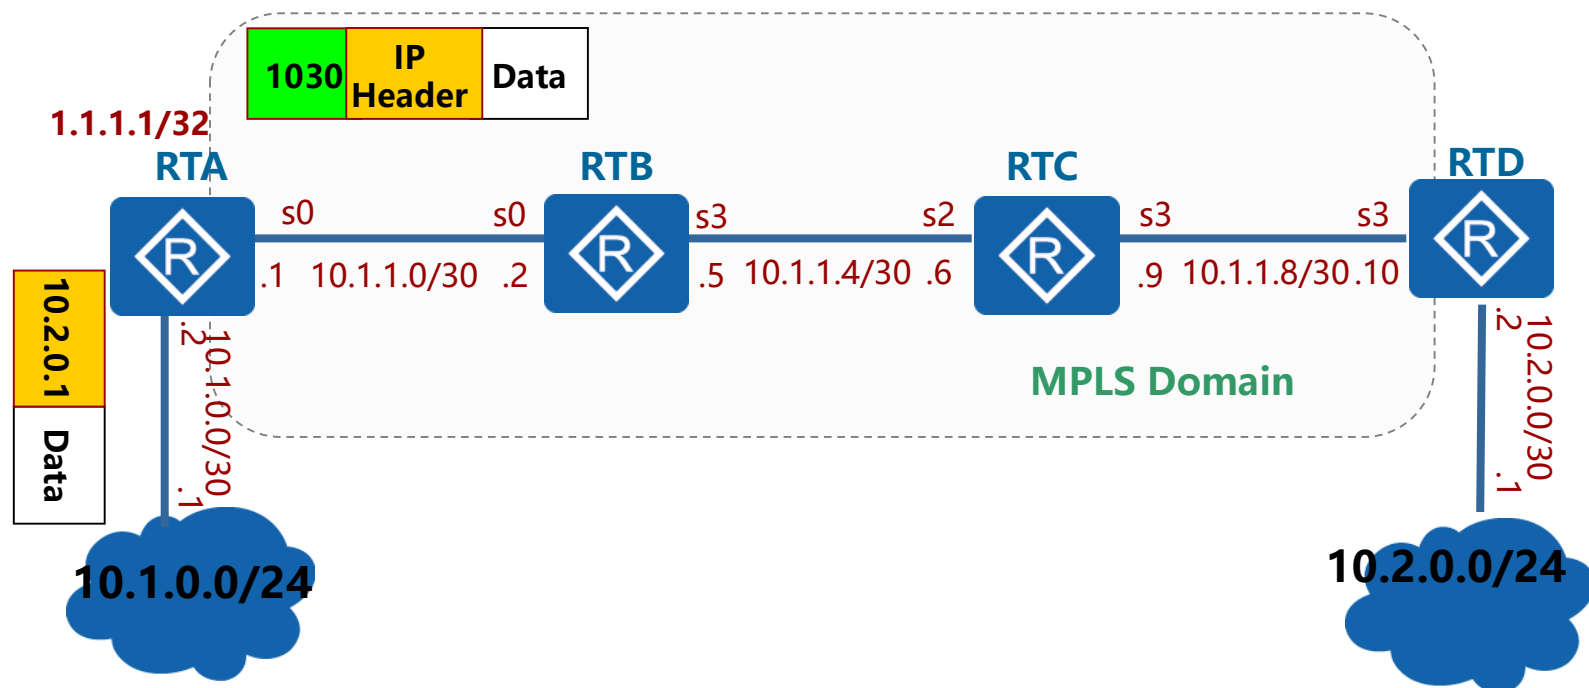 1030
IP
Header
Data
1.1.1.1/32
RTA
RTB
RTC
RTD
s0
s0
s3
s2
s3
s3
R
R
R
R
.1
10.1.1.0/30
.2
.5
10.1.1.4/30
.6
.9
10.1.1.8/30
.10
10.2.0.1
Data
.2
10.1.0.0/30
.1
MPLS Domain
.2
10.2.0.0/30
.1
10.1.0.0/24
10.2.0.0/24